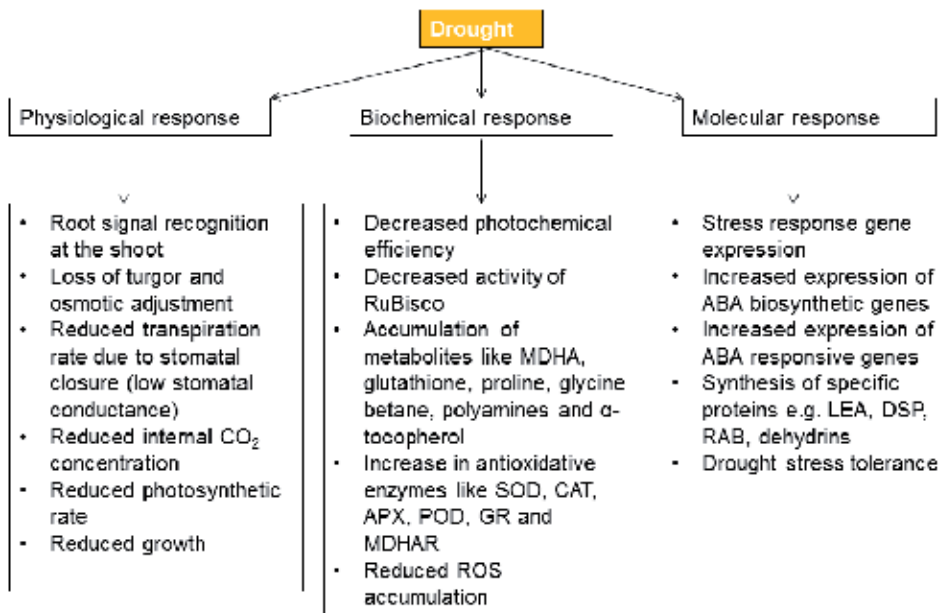 Drought
Physiological response
Biochemical response
Molecular response
• Root signal recognition
at the shoot
• Loss of turgor and
osmotic adjustment
• Reduced transpiration
rate due to stomatal
closure (low stomatal
conductance)
• Reduced internal CO₂
concentration
• Reduced photosynthetic
rate
• Reduced growth
• Decreased photochemical
efficiency
• Decreased activity of
RuBisco
• Accumulation of
metabolites like MDHA,
glutathione, proline, glycine
betaine, polyamines and α-
tocopherol
• Increase in antioxidative
enzymes like SOD, CAT,
APX, POD, GR and
MDHAR
• Reduced ROS
accumulation
• Stress response gene
expression
• Increased expression of
ABA biosynthetic genes
• Increased expression of
ABA responsive genes
• Synthesis of specific
proteins e.g. LEA, DSP,
RAB, dehydrins
• Drought stress tolerance